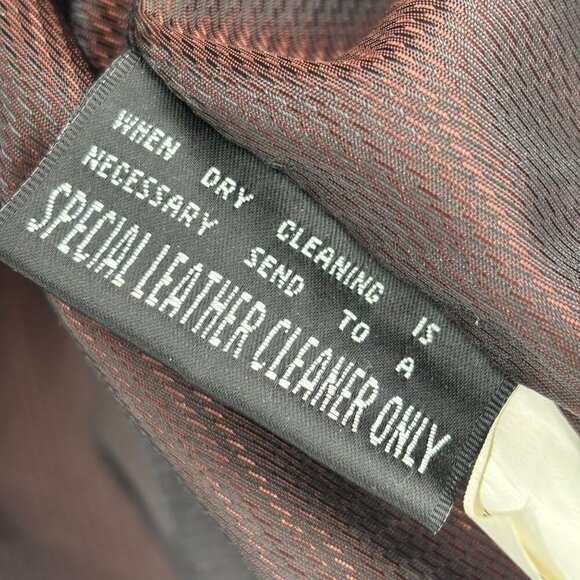 WHEN DRY CLEANING IS
NECESSARY SEND TO A
SPECIAL LEATHER CLEANER ONLY